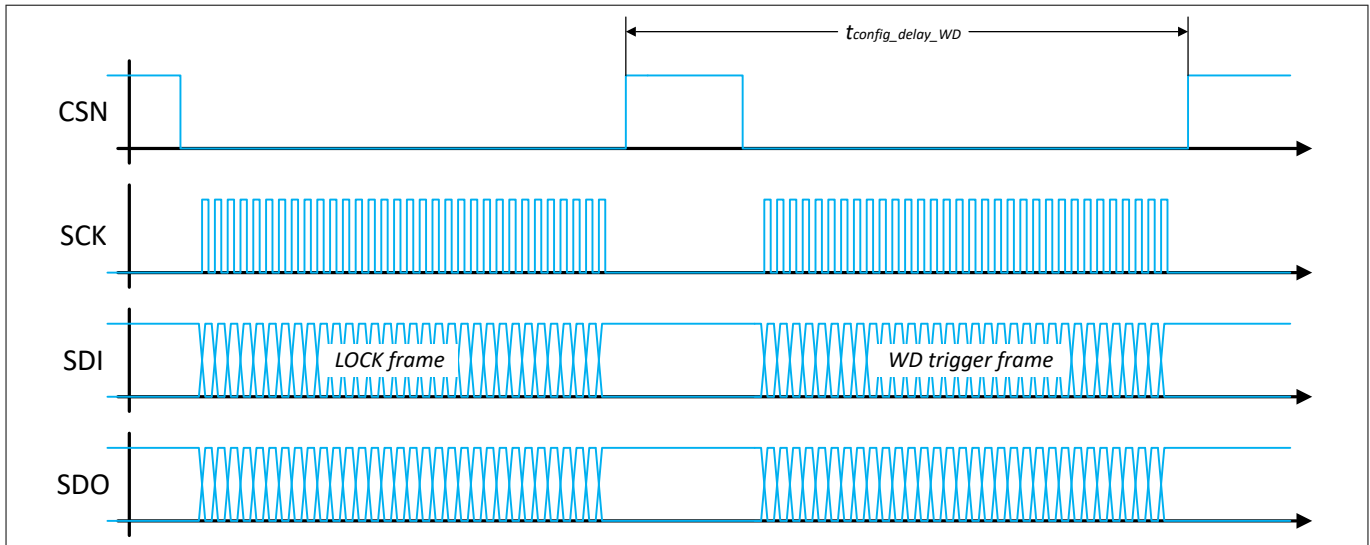 tconfig_delay_WD
CSN
SCK
SDI
LOCK frame
WD trigger frame
SDO